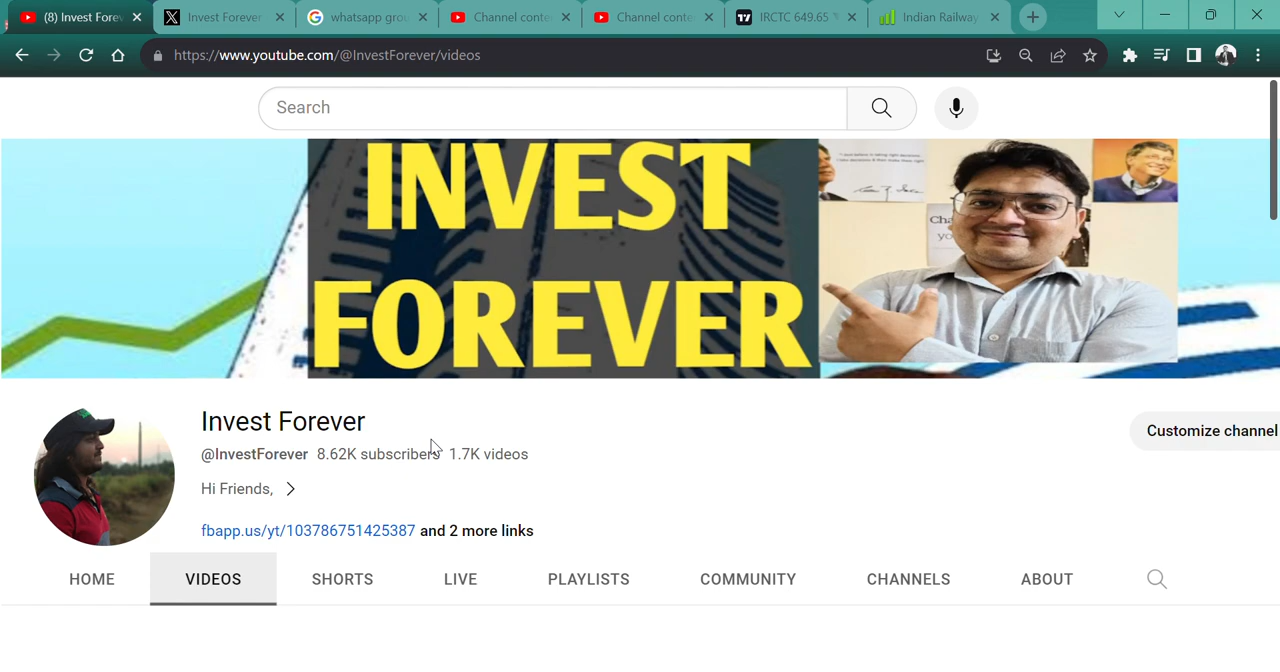 (8) Invest Forev
Invest Forever
whatsapp grou
Channel conte
Channel conte
IRCTC 649.65
Indian Railway
https://www.youtube.com/@InvestForever/videos
Search
INVEST
FOREVER
Invest Forever
@InvestForever 8.62K subscribers 1.7K videos
Hi Friends,
fbapp.us/yt/103786751425387 and 2 more links
Customize channel
HOME
VIDEOS
SHORTS
LIVE
PLAYLISTS
COMMUNITY
CHANNELS
ABOUT